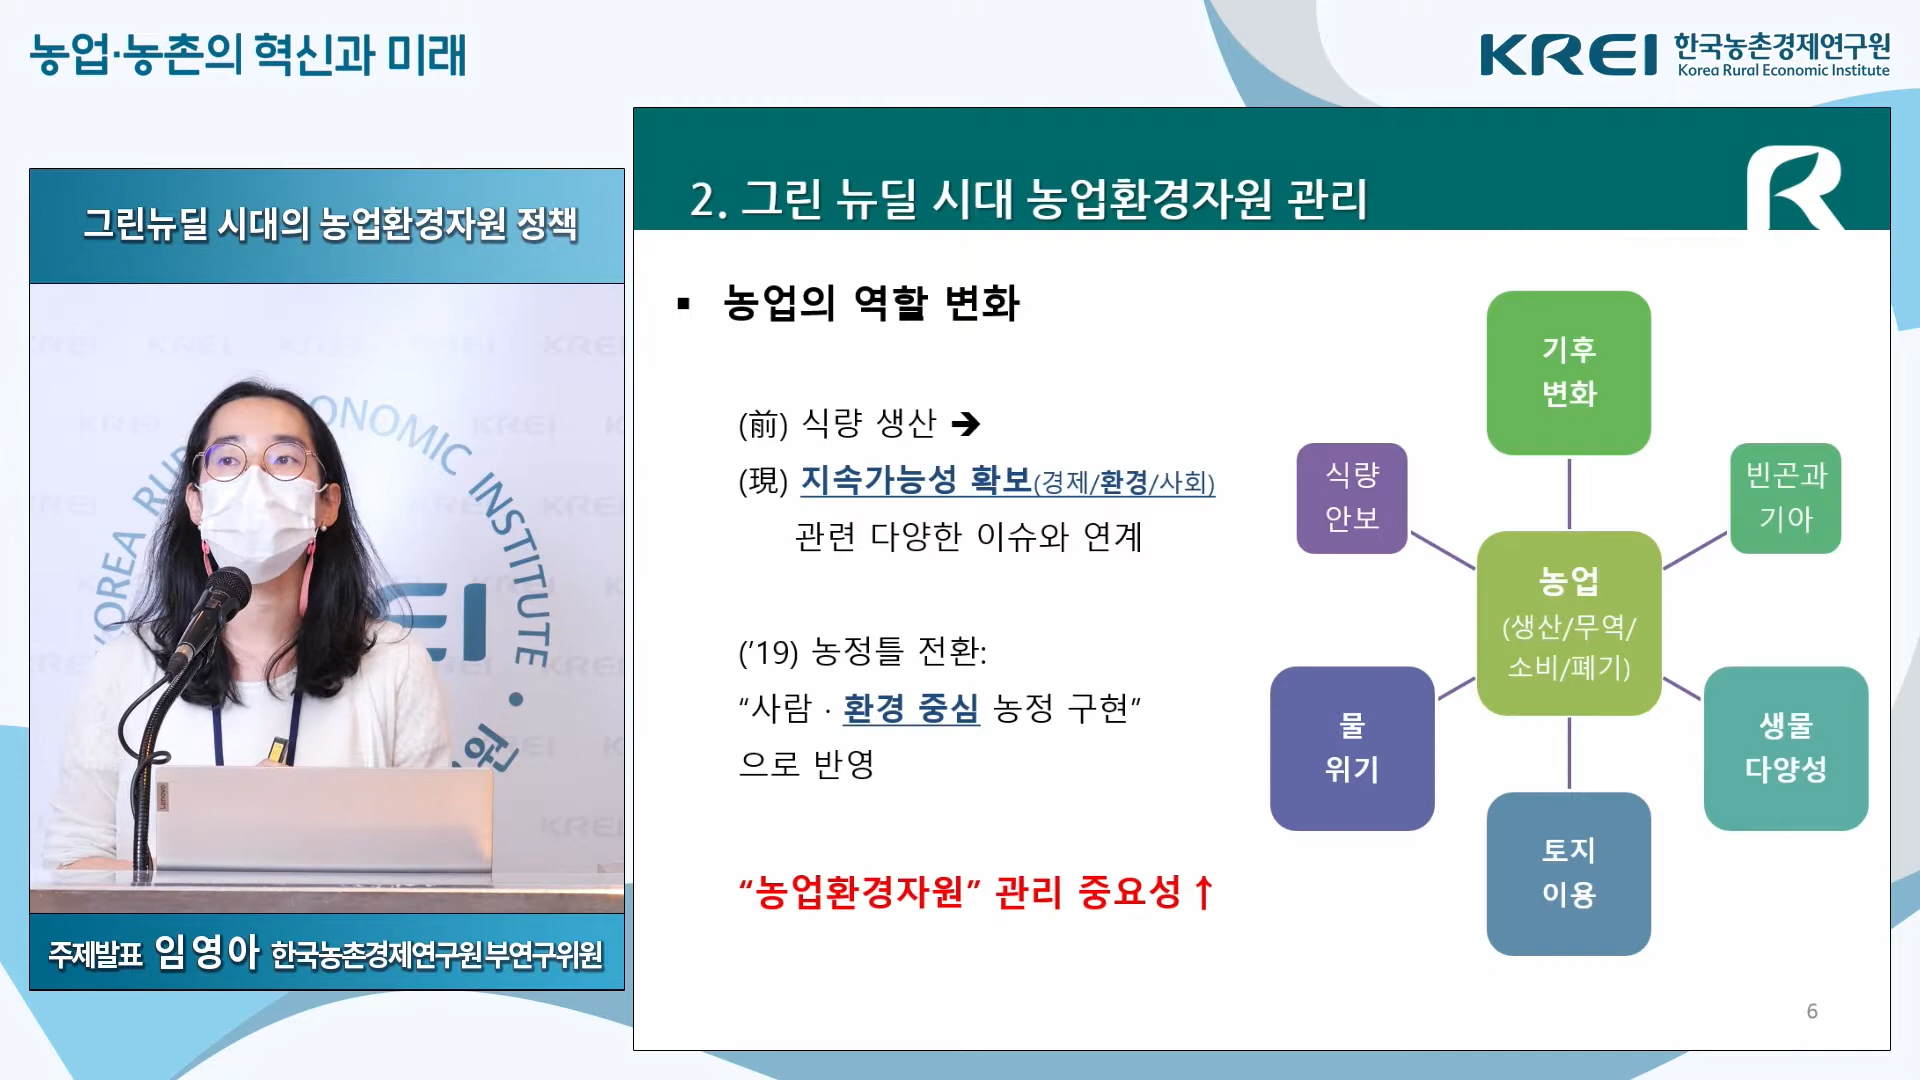 농업·농촌의 혁신과 미래
KREI 한국농촌경제연구원
Korea Rural Economic Institute
그린뉴딜 시대의 농업환경자원 정책
KOREA RURAL ECONOMIC INSTITUTE
KREI
Lenovo
주제발표 임영아 한국농촌경제연구원 부연구위원
2. 그린 뉴딜 시대 농업환경자원 관리
▪ 농업의 역할 변화
(前) 식량 생산 ➔
(現) 지속가능성 확보(경제/환경/사회)
관련 다양한 이슈와 연계
(’19) 농정틀 전환:
“사람 · 환경 중심 농정 구현”
으로 반영
“농업환경자원” 관리 중요성↑
기후
변화
식량
안보
빈곤과
기아
농업
(생산/무역/
소비/폐기)
물
위기
생물
다양성
토지
이용
6